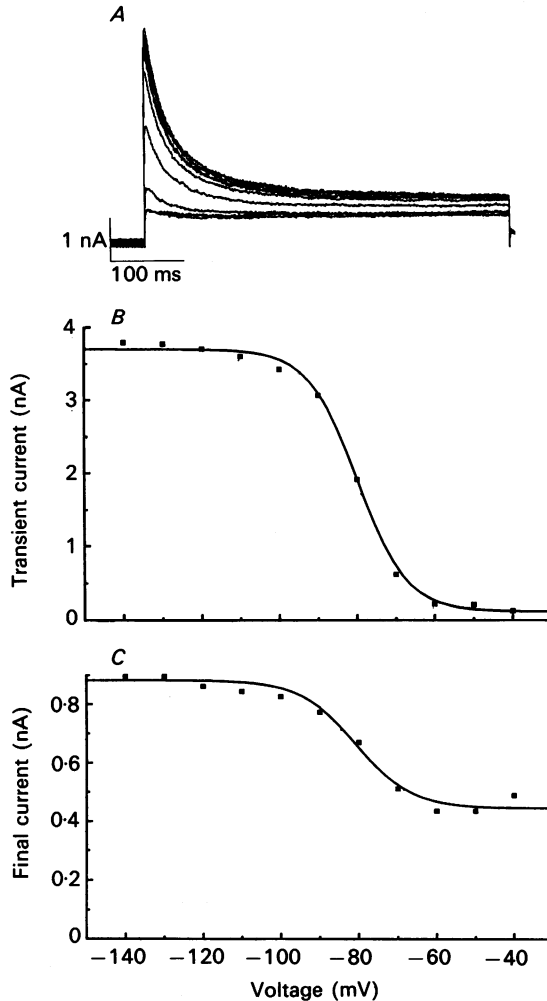 A
1 nA
100 ms
B
4
3
2
1
0
Transient current (nA)
C
0·8
0·6
0·4
0·2
0
Final current (nA)
−140 −120 −100 −80 −60 −40
Voltage (mV)